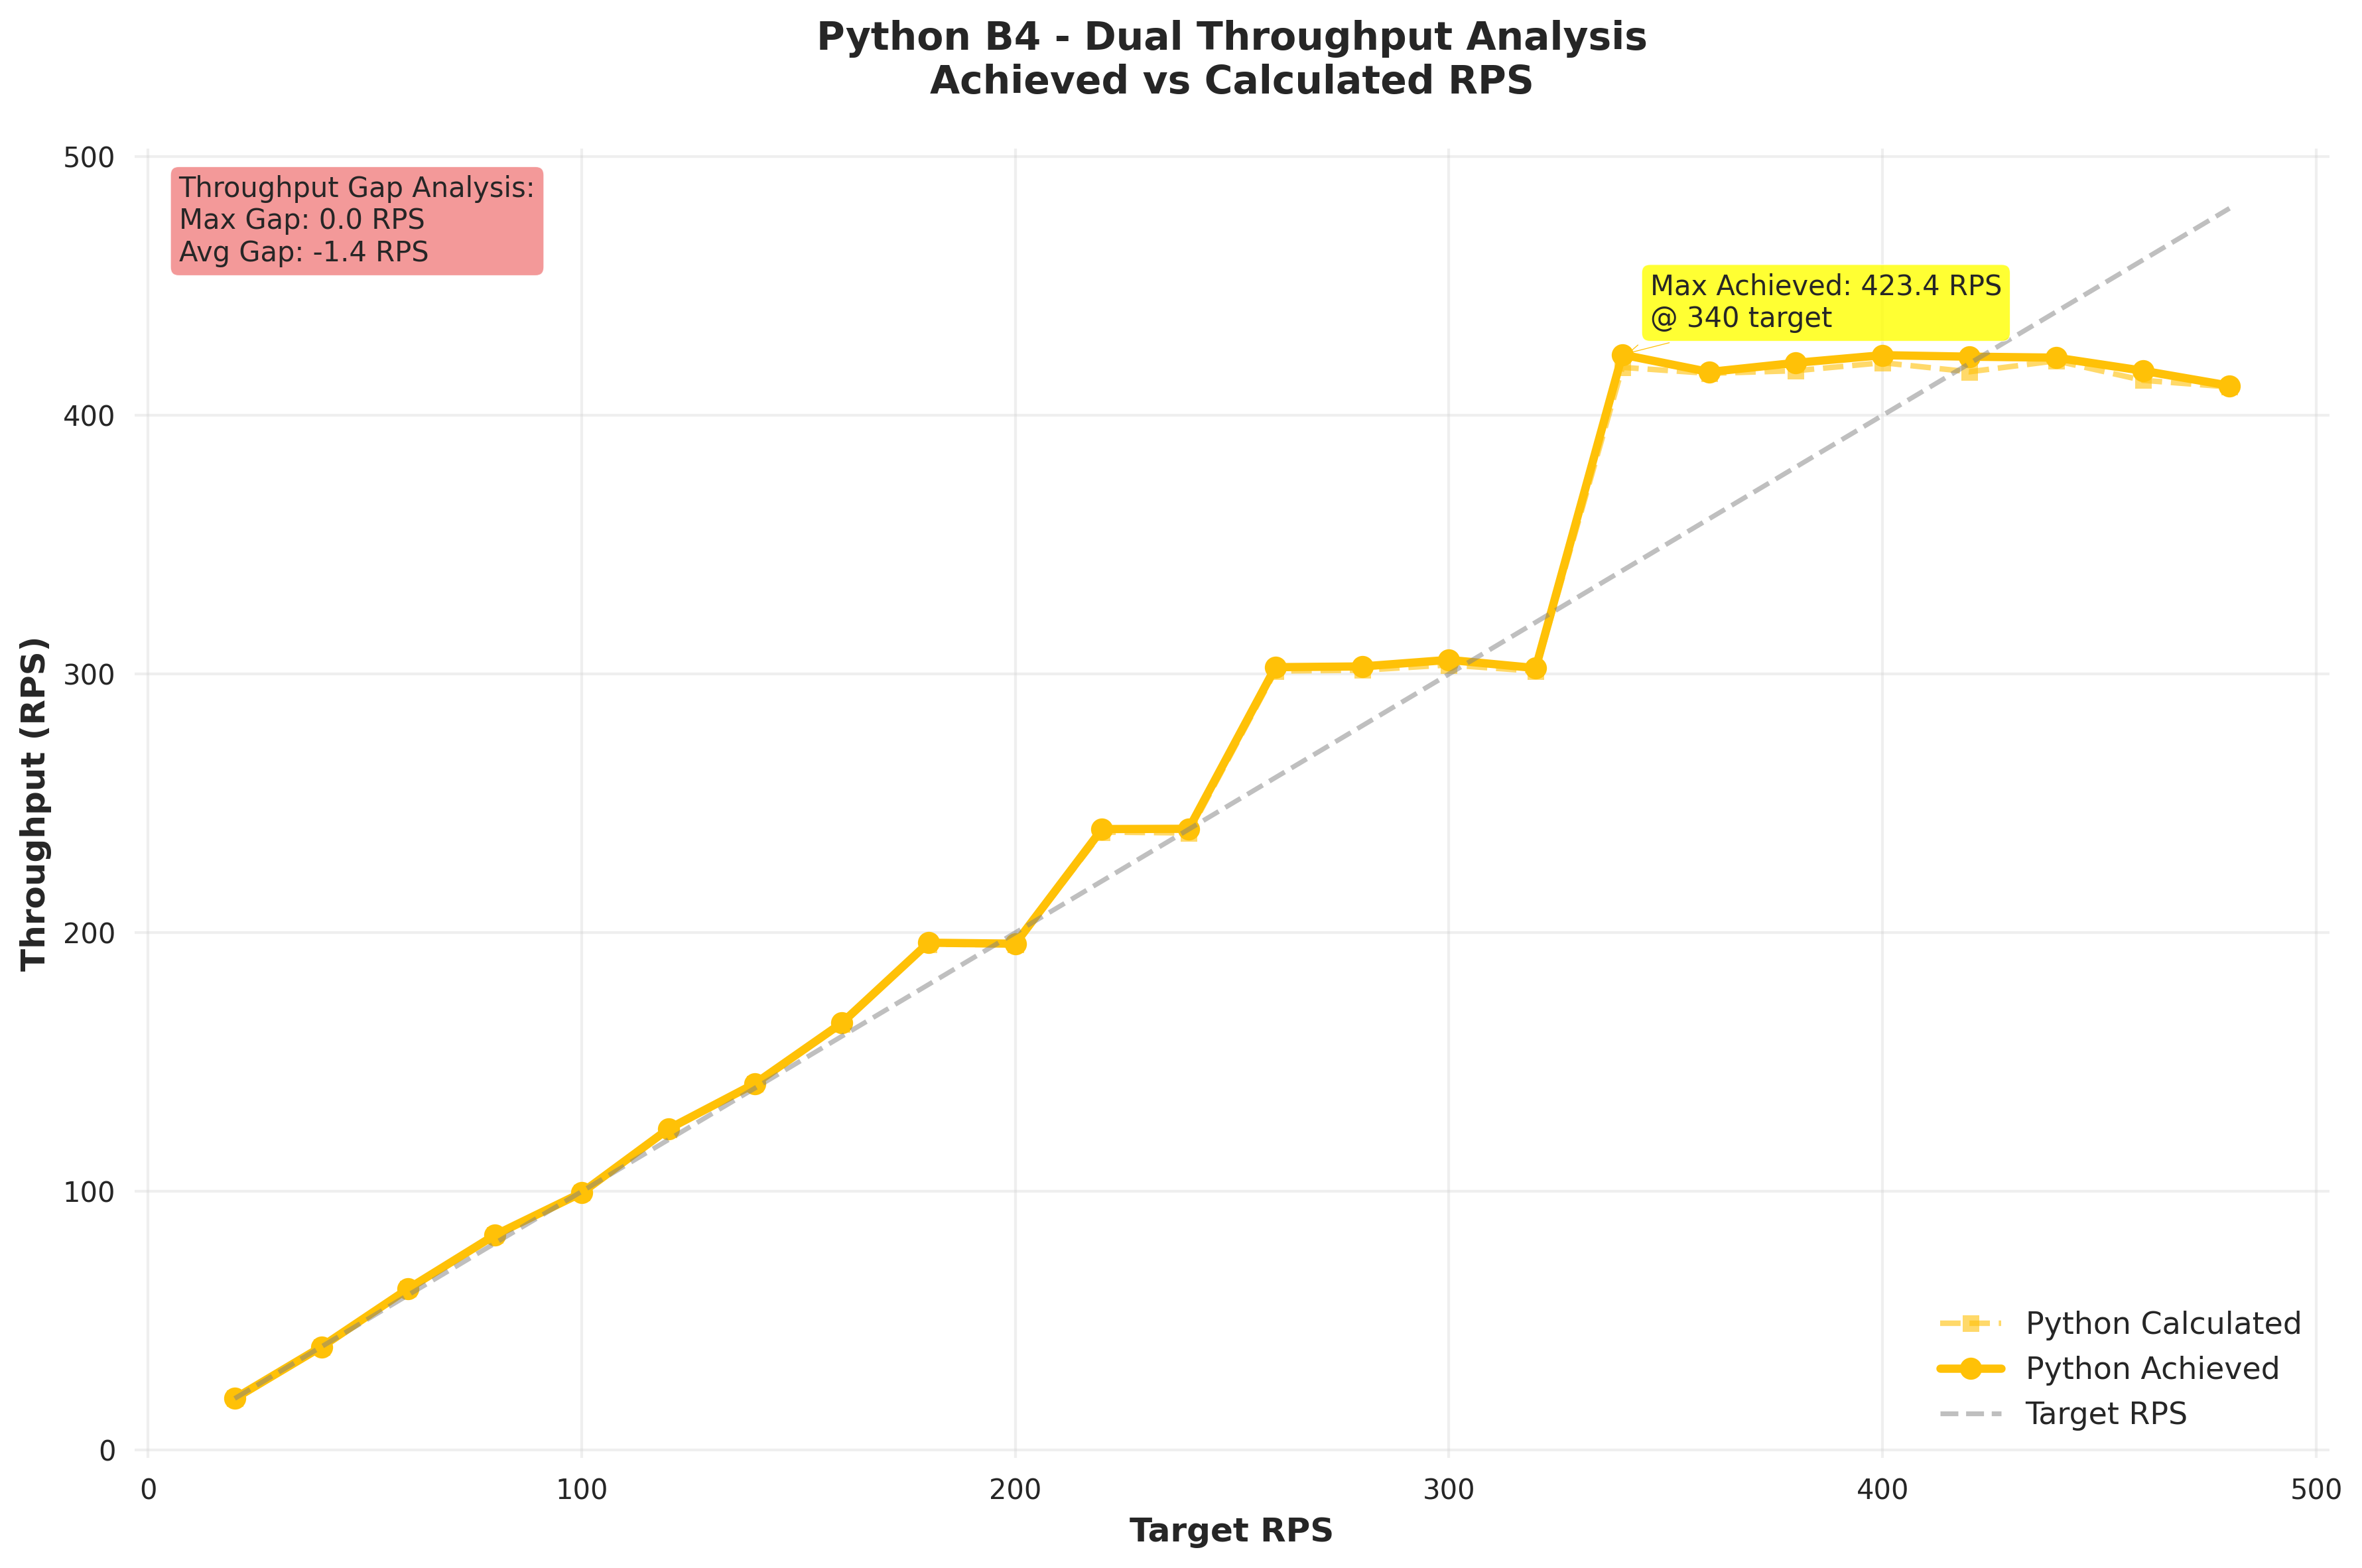 Python B4 - Dual Throughput Analysis
Achieved vs Calculated RPS
Throughput Gap Analysis:
Max Gap: 0.0 RPS
Avg Gap: -1.4 RPS
Max Achieved: 423.4 RPS
@ 340 target
Throughput (RPS)
500
400
300
200
100
0
0 100 200 300 400 500
Target RPS
Python Calculated
Python Achieved
Target RPS